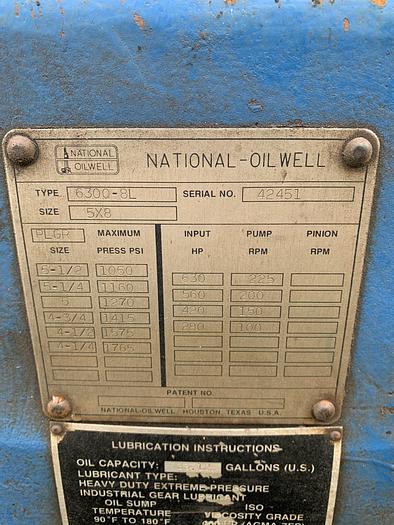 NATIONAL
OILWELL
NATIONAL-OILWELL
TYPE 6300-8L SERIAL NO. 42451
SIZE 5X8
PLGR MAXIMUM INPUT PUMP PINION
SIZE PRESS PSI HP RPM RPM
5-1/2 1050 630 225
5-1/4 1160 560 200
5 1270 420 150
4-3/4 1415 280 100
4-1/2 1575
4-1/4 1765
PATENT NO.
NATIONAL-OILWELL, HOUSTON, TEXAS U.S.A.
LUBRICATION INSTRUCTIONS
OIL CAPACITY: GALLONS (U.S.)
LUBRICANT TYPE:
HEAVY DUTY EXTREME PRESSURE
INDUSTRIAL GEAR LUBRICANT
OIL SUMP ISO
TEMPERATURE VISCOSITY GRADE
90°F TO 180°F